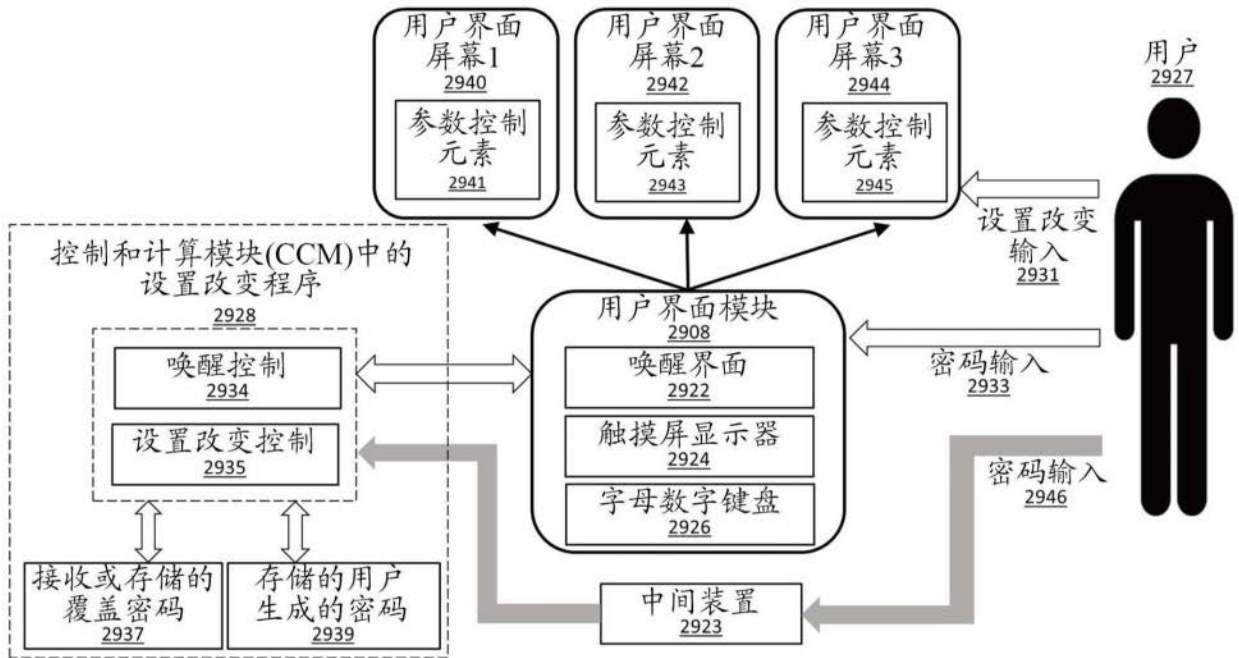 用户界面
屏幕1
2940
参数控制
元素
2941
用户界面
屏幕2
2942
参数控制
元素
2943
用户界面
屏幕3
2944
参数控制
元素
2945
用户
2927
设置改变
输入
2931
控制和计算模块(CCM)中的
设置改变程序
2928
唤醒控制
2934
设置改变控制
2935
接收或存储的
覆盖密码
2937
存储的用户
生成的密码
2939
用户界面模块
2908
唤醒界面
2922
触摸屏显示器
2924
字母数字键盘
2926
密码输入
2933
密码输入
2946
中间装置
2923